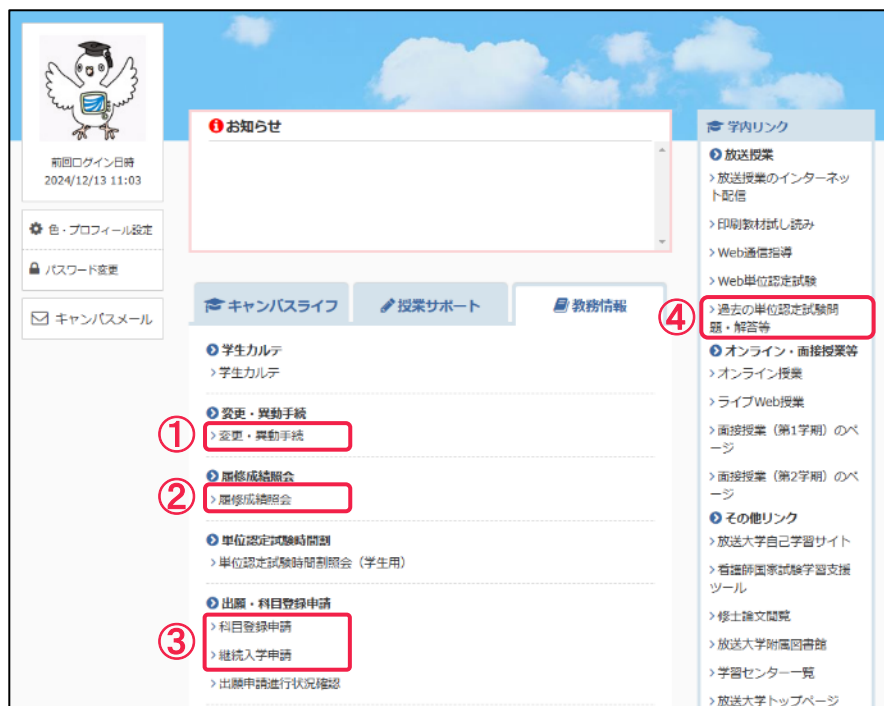 前回ログイン日時
2024/12/13 11:03
色・プロフィール設定
パスワード変更
キャンパスメール
お知らせ
キャンパスライフ
授業サポート
教務情報
学生カルテ
>学生カルテ
変更・異動手続
①
>変更・異動手続
履修成績照会
②
>履修成績照会
単位認定試験時間割
>単位認定試験時間割照会（学生用）
出願・科目登録申請
③
>科目登録申請
>継続入学申請
>出願申請進行状況確認
学内リンク
放送授業
>放送授業のインターネッ
ト配信
>印刷教材試し読み
>Web通信指導
>Web単位認定試験
④
>過去の単位認定試験問
題・解答等
オンライン・面接授業等
>オンライン授業
>ライブWeb授業
>面接授業（第1学期）のペ
ージ
>面接授業（第2学期）のペ
ージ
その他リンク
>放送大学自己学習サイト
>看護師国家試験学習支援
ツール
>修士論文閲覧
>放送大学附属図書館
>学習センター一覧
>放送大学トップページ